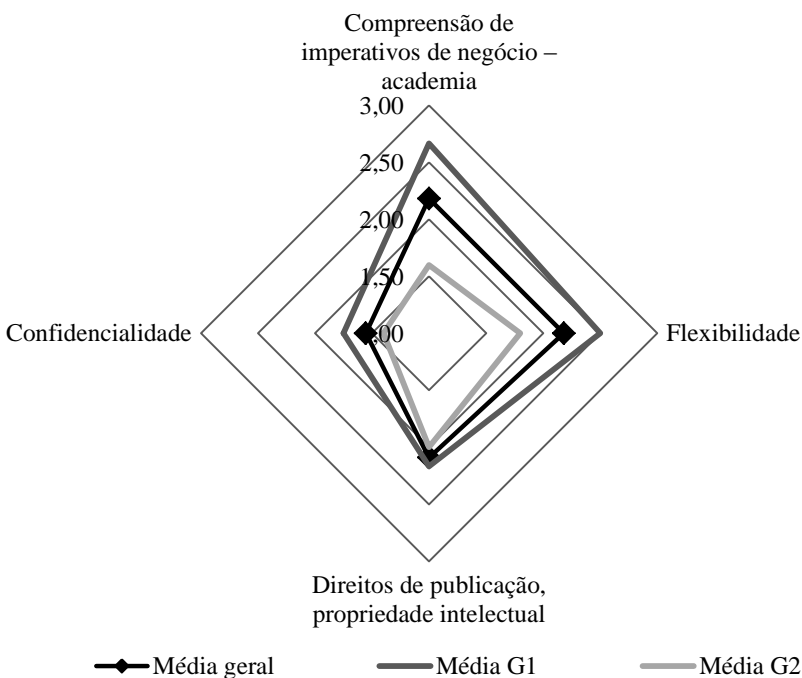 Compreensão de
imperativos de negócio –
academia
3,00
2,50
2,00
1,50
,00
Confidencialidade
Flexibilidade
Direitos de publicação,
propriedade intelectual
Média geral
Média G1
Média G2